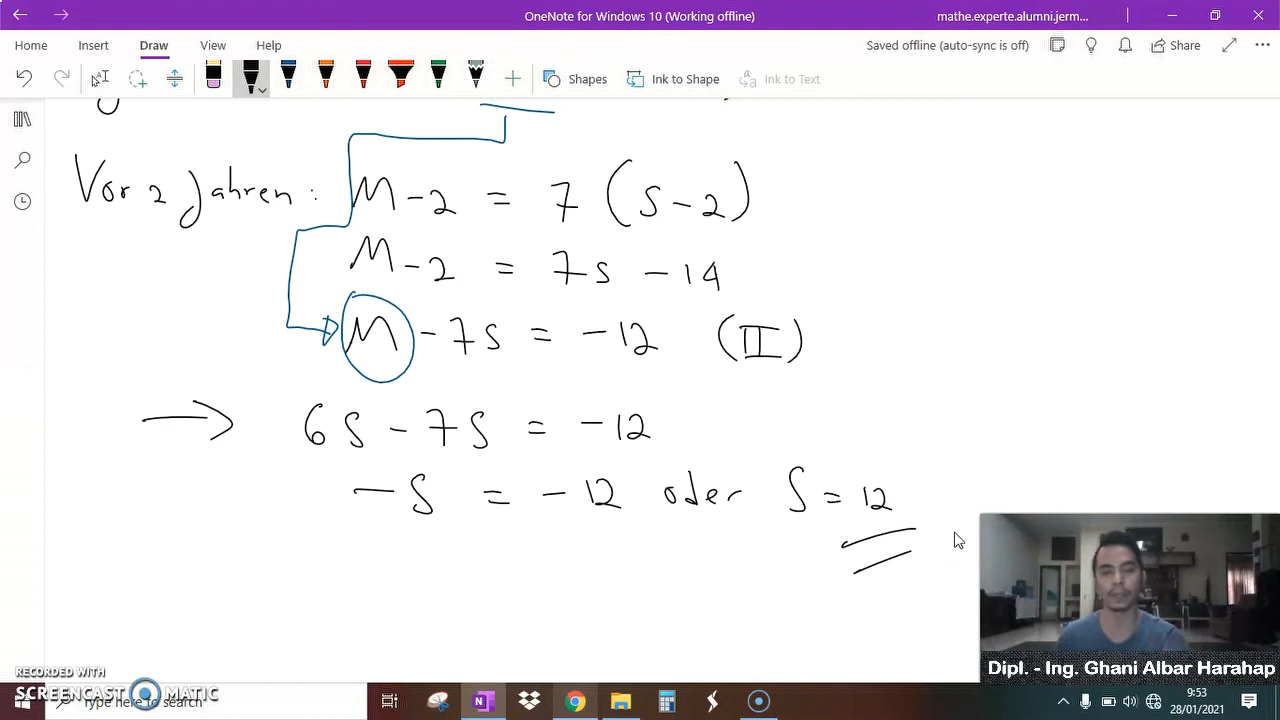 OneNote for Windows 10 (Working offline)
mathe.experte.alumni.jerm...
Home Insert Draw View Help
Saved offline (auto-sync is off)
Share
Shapes
Ink to Shape
Ink to Text
Vor 2 Jahren: M - 2 = 7 (S - 2)
M - 2 = 7S - 14
M - 7S = -12 (II)
6S - 7S = -12
-S = -12 oder S = 12
Dipl. - Ing. Ghani Albar Harahap
RECORDED WITH
SCREENCAST MATIC
Type here to search
9:53
28/01/2021